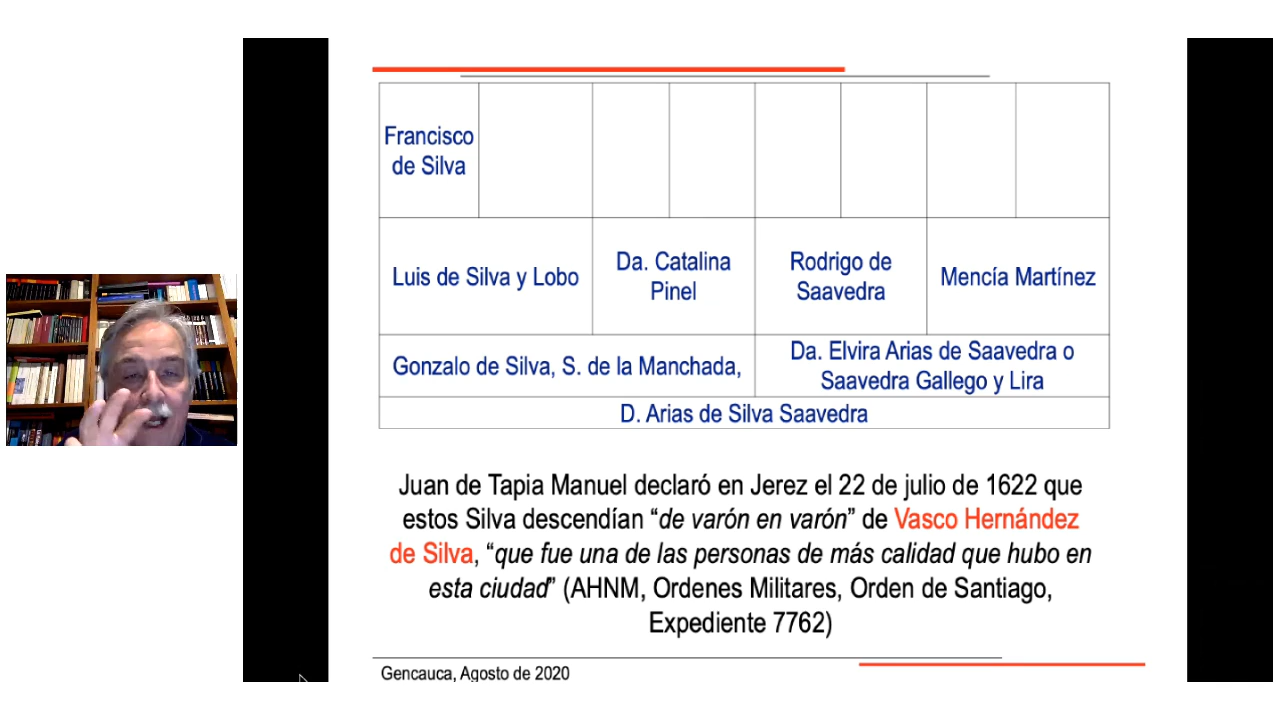 Francisco
de Silva
Luis de Silva y Lobo
Da. Catalina
Pinel
Rodrigo de
Saavedra
Mencía Martínez
Gonzalo de Silva, S. de la Manchada,
Da. Elvira Arias de Saavedra o
Saavedra Gallego y Lira
D. Arias de Silva Saavedra
Juan de Tapia Manuel declaró en Jerez el 22 de julio de 1622 que
estos Silva descendían “de varón en varón” de Vasco Hernández
de Silva, “que fue una de las personas de más calidad que hubo en
esta ciudad” (AHNM, Ordenes Militares, Orden de Santiago,
Expediente 7762)
Gencauca, Agosto de 2020